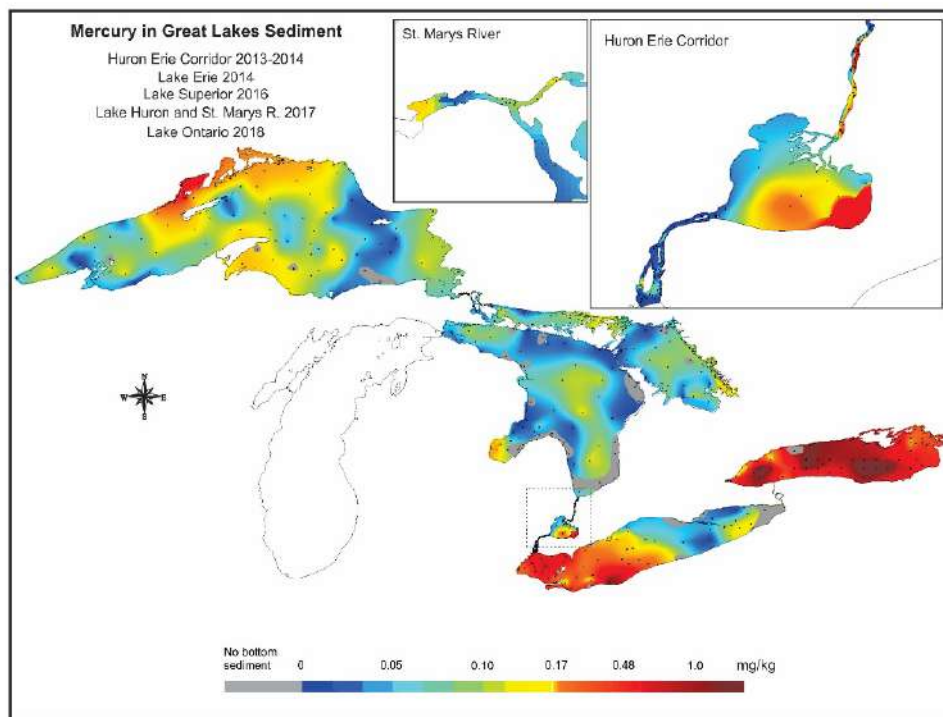 Mercury in Great Lakes Sediment
Huron Erie Corridor 2013-2014
Lake Erie 2014
Lake Superior 2016
Lake Huron and St. Marys R. 2017
Lake Ontario 2018
St. Marys River
Huron Erie Corridor
N
W E
S
No bottom
sediment 0 0.05 0.10 0.17 0.48 1.0 mg/kg